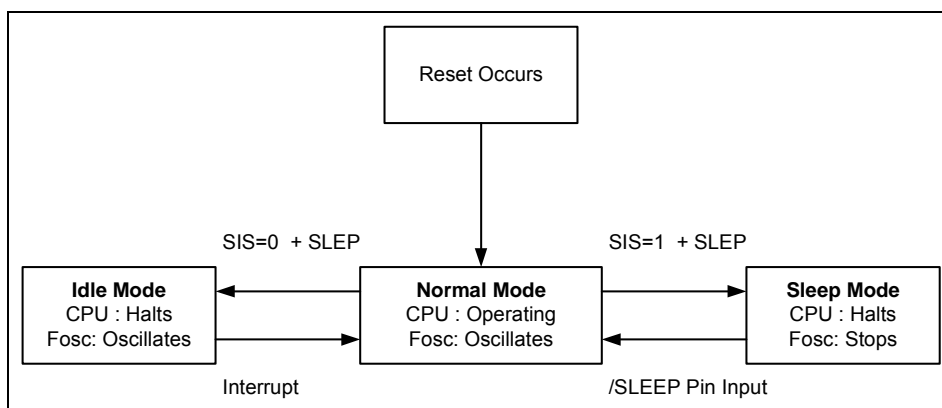 Reset Occurs
SIS=0 + SLEP
SIS=1 + SLEP
Idle Mode
CPU : Halts
Fosc: Oscillates
Normal Mode
CPU : Operating
Fosc: Oscillates
Sleep Mode
CPU : Halts
Fosc: Stops
Interrupt
/SLEEP Pin Input